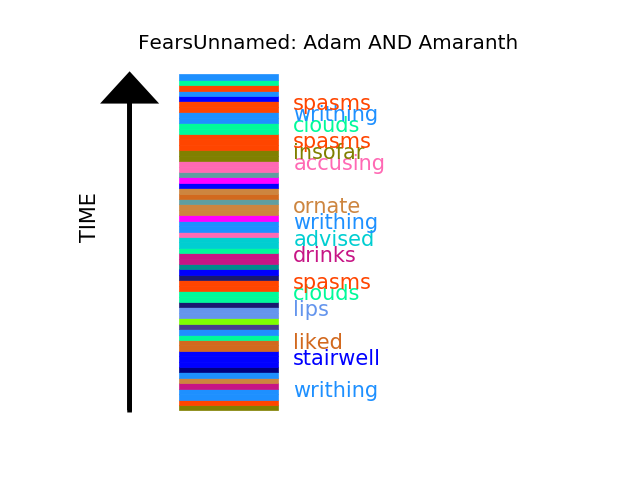 FearsUnnamed: Adam AND Amaranth
TIME
spasms
writhing
clouds
spasms
insofar
accusing
ornate
writhing
advised
drinks
spasms
clouds
lips
liked
stairwell
writhing